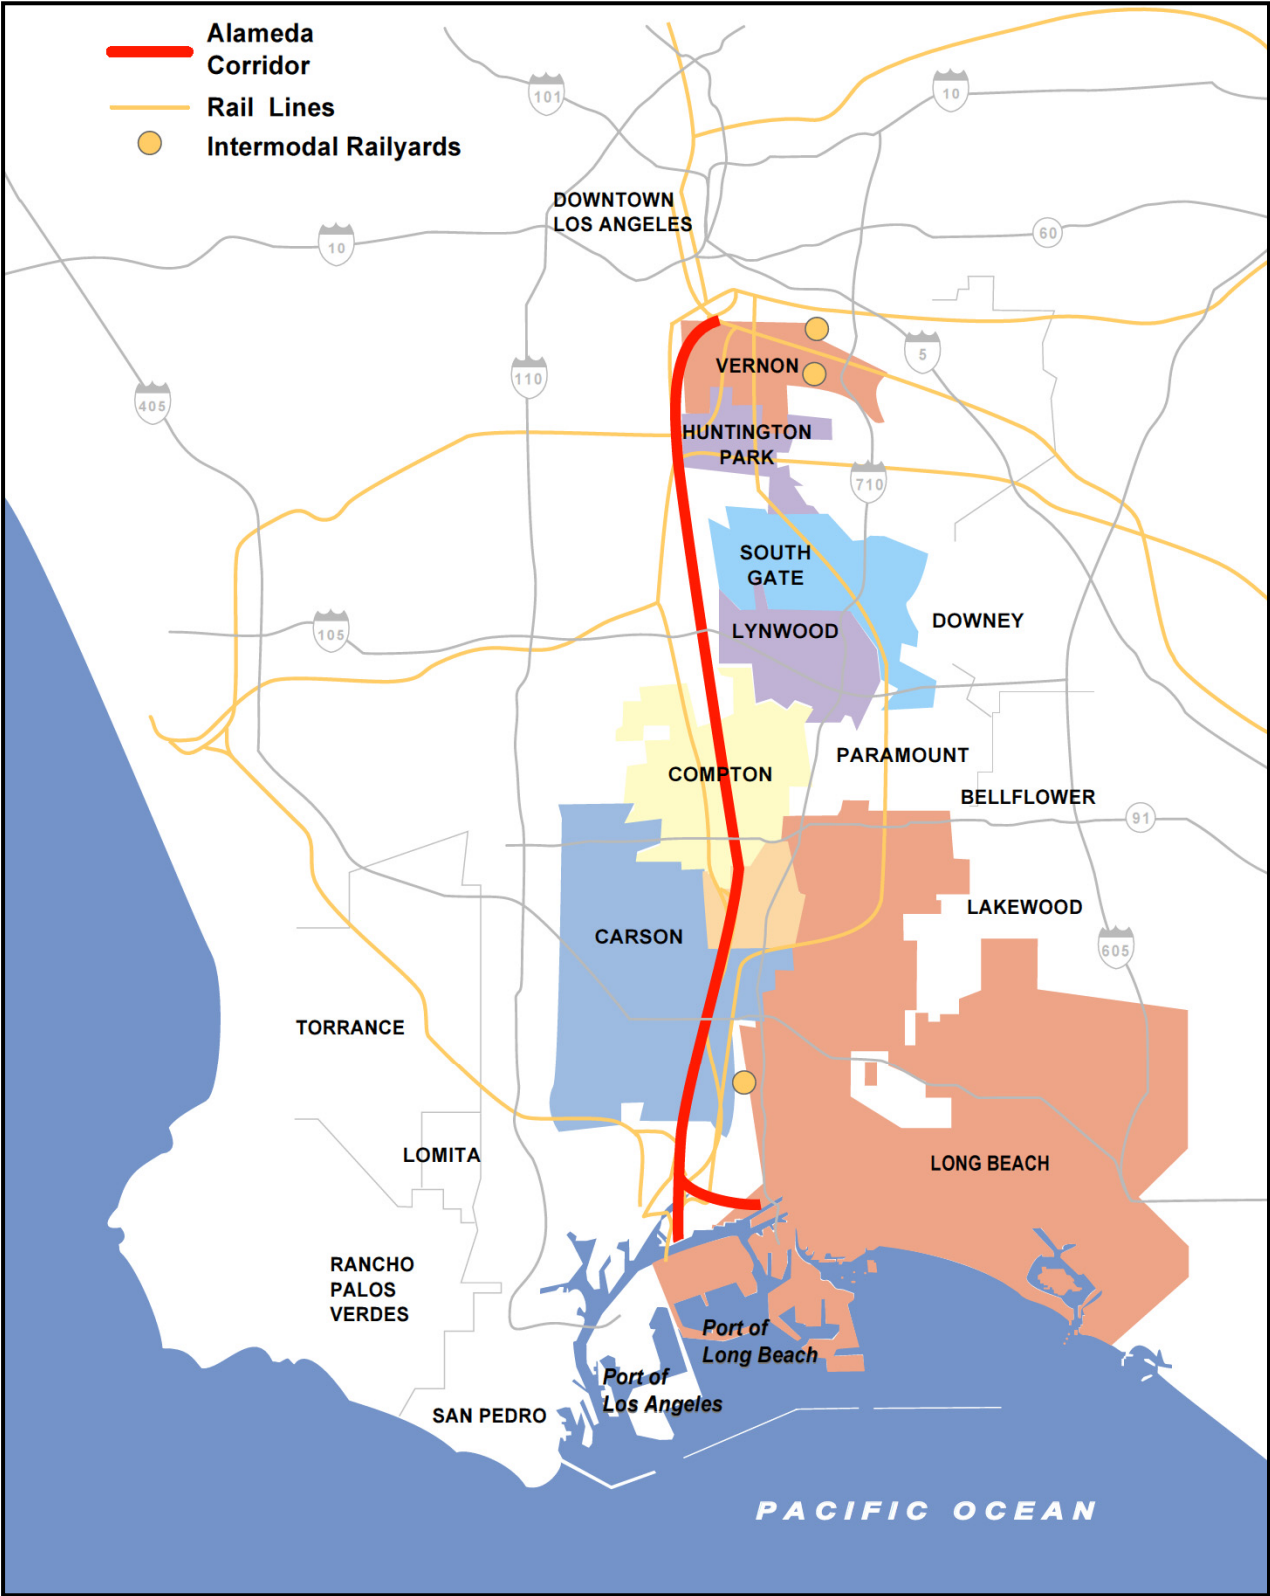 Alameda
Corridor
Rail Lines
Intermodal Railyards
101
10
DOWNTOWN
LOS ANGELES
10
60
VERNON
5
110
405
HUNTINGTON
PARK
710
SOUTH
GATE
DOWNEY
105
LYNWOOD
PARAMOUNT
COMPTON
BELLFLOWER
91
LAKEWOOD
CARSON
605
TORRANCE
LOMITA
LONG BEACH
RANCHO
PALOS
VERDES
Port of
Long Beach
Port of
Los Angeles
SAN PEDRO
PACIFIC OCEAN